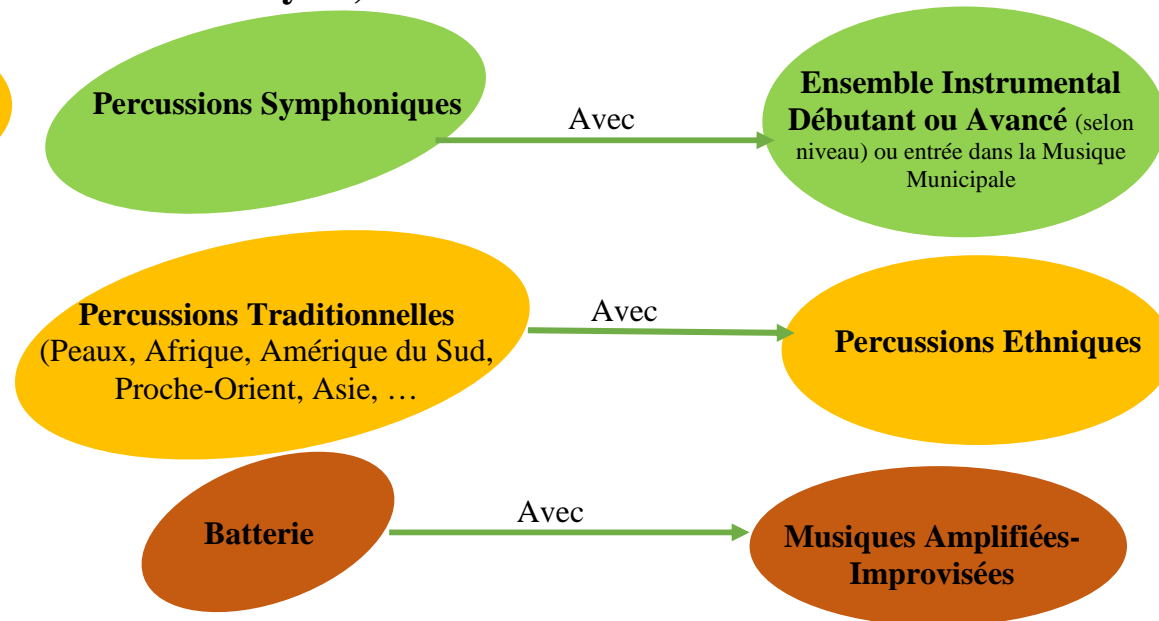 Percussions Symphoniques
Avec
Ensemble Instrumental
Débutant ou Avancé (selon
niveau) ou entrée dans la Musique
Municipale
Percussions Traditionnelles
(Peaux, Afrique, Amérique du Sud,
Proche-Orient, Asie, …
Avec
Percussions Ethniques
Batterie
Avec
Musiques Amplifiées-
Improvisées